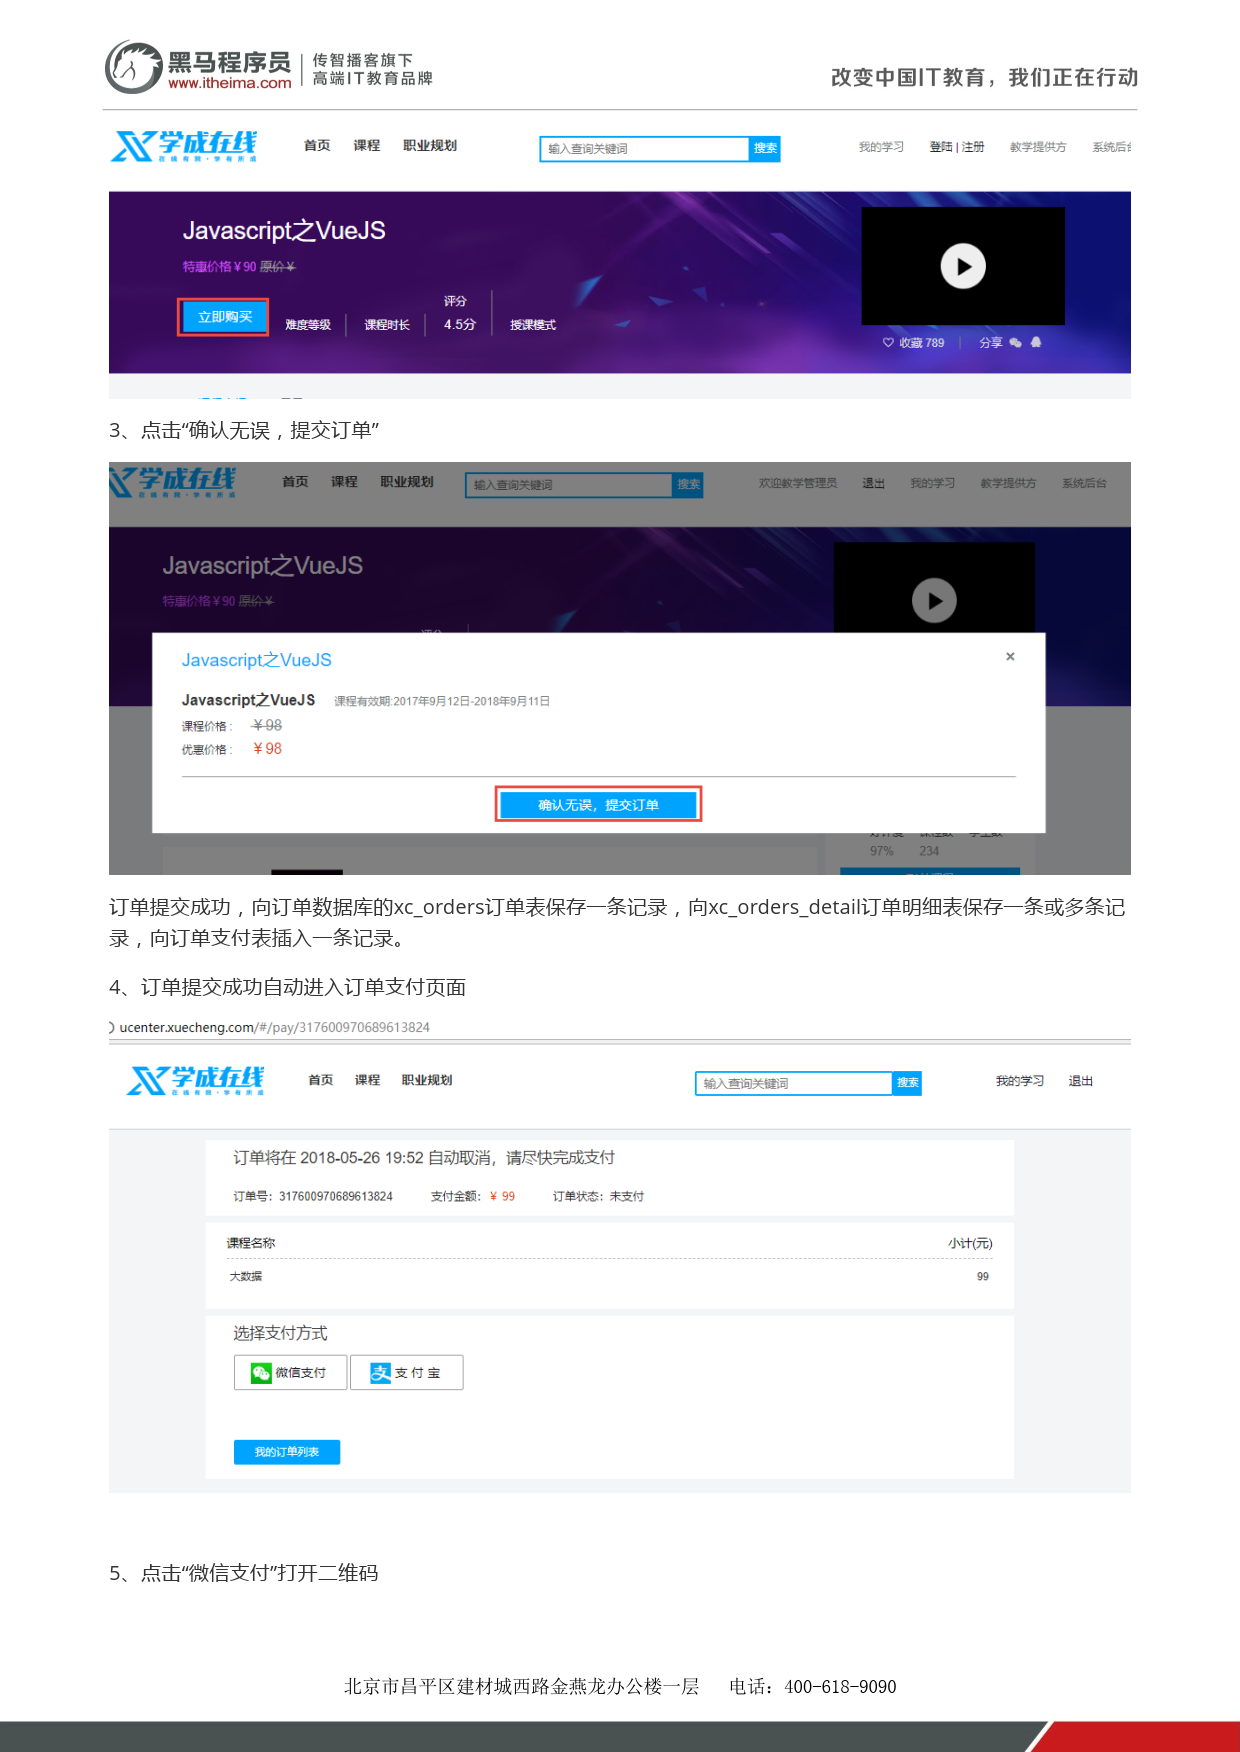 黑马程序员
www.itheima.com
传智播客旗下
高端IT教育品牌
改变中国IT教育，我们正在行动
学成在线
在线有网·学有所成
首页 课程 职业规划 输入查询关键词 搜索 我的学习 登陆 | 注册 教学提供方 系统后台
Javascript之VueJS
特惠价格￥90 原价￥
立即购买
难度等级 课程时长 评分 4.5分 授课模式
收藏 789 分享
3、点击“确认无误，提交订单”
学成在线
在线有网·学有所成
首页 课程 职业规划 输入查询关键词 搜索 欢迎教学管理员 退出 我的学习 教学提供方 系统后台
Javascript之VueJS
特惠价格￥90 原价￥
Javascript之VueJS ×
Javascript之VueJS 课程有效期:2017年9月12日-2018年9月11日
课程价格： ￥98
优惠价格： ￥98
确认无误，提交订单
97% 234
订单提交成功，向订单数据库的xc_orders订单表保存一条记录，向xc_orders_detail订单明细表保存一条或多条记
录，向订单支付表插入一条记录。
4、订单提交成功自动进入订单支付页面
ucenter.xuecheng.com/#/pay/317600970689613824
学成在线
在线有网·学有所成
首页 课程 职业规划 输入查询关键词 搜索 我的学习 退出
订单将在 2018-05-26 19:52 自动取消，请尽快完成支付
订单号：317600970689613824 支付金额：￥ 99 订单状态：未支付
课程名称 小计(元)
大数据 99
选择支付方式
微信支付 支 付 宝
我的订单列表
5、点击“微信支付”打开二维码
北京市昌平区建材城西路金燕龙办公楼一层 电话：400-618-9090